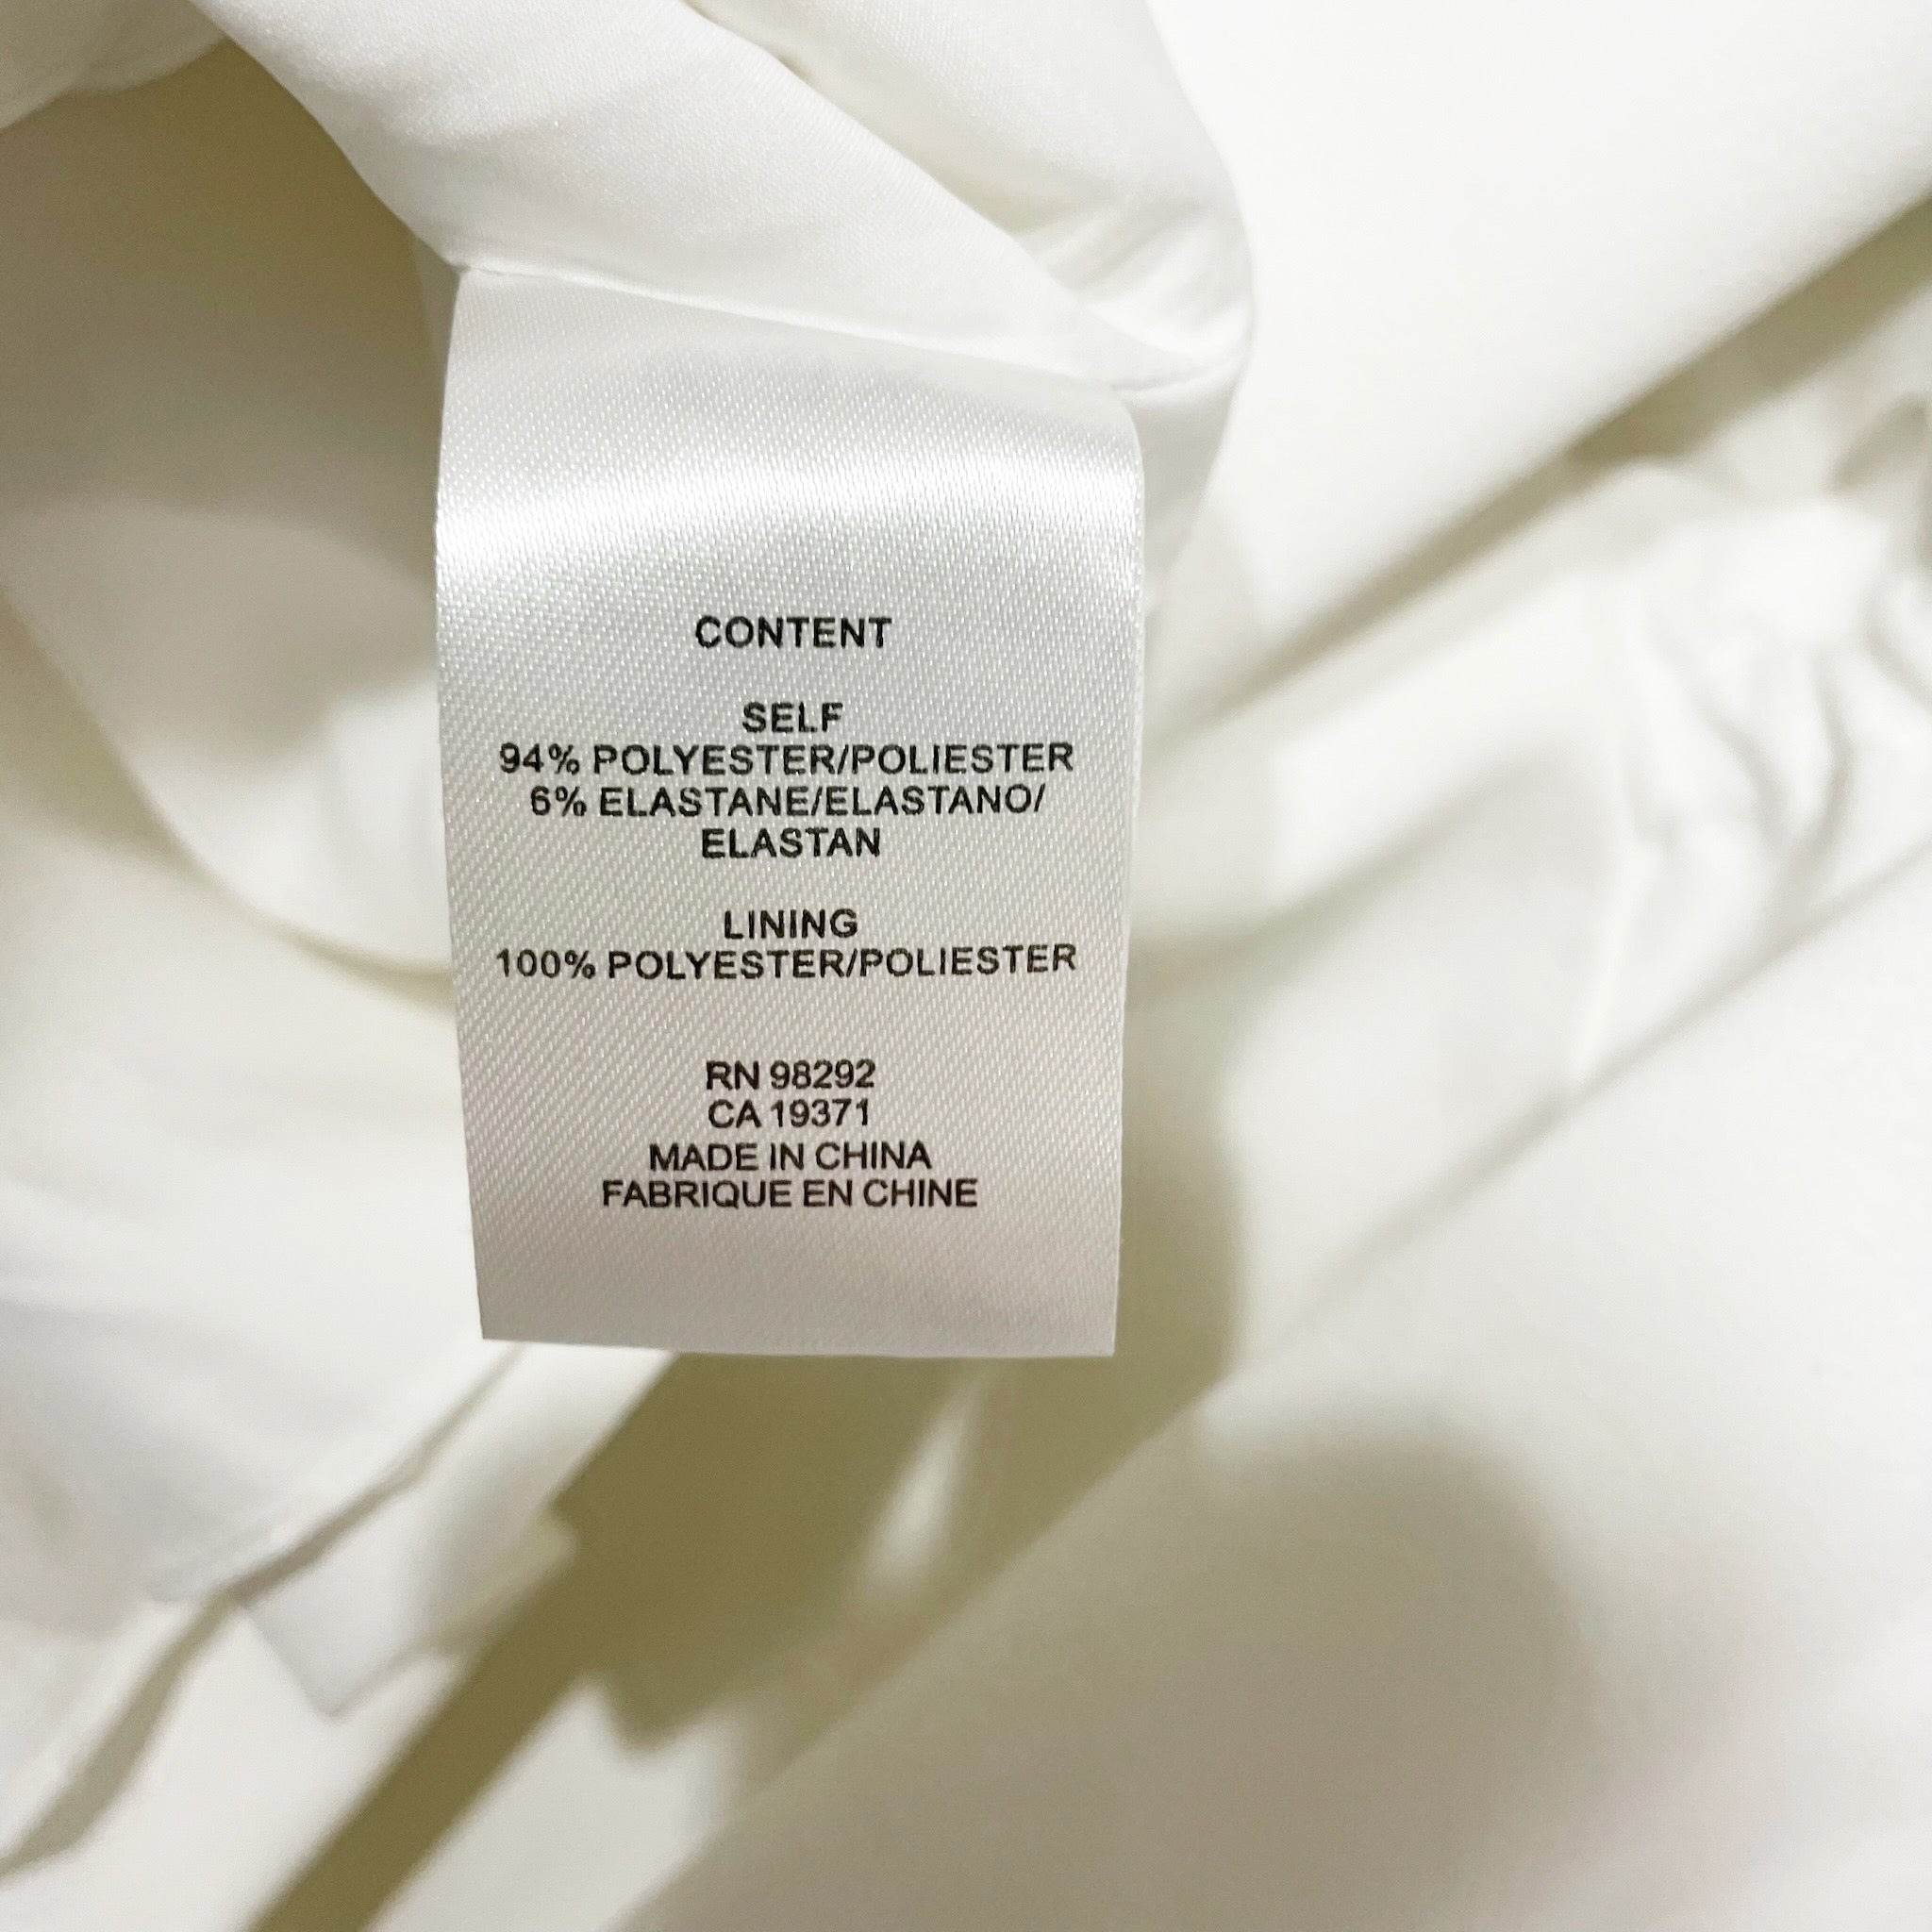 CONTENT
SELF
94% POLYESTER/POLIESTER
6% ELASTANE/ELASTANO/
ELASTAN
LINING
100% POLYESTER/POLIESTER
RN 98292
CA 19371
MADE IN CHINA
FABRIQUE EN CHINE